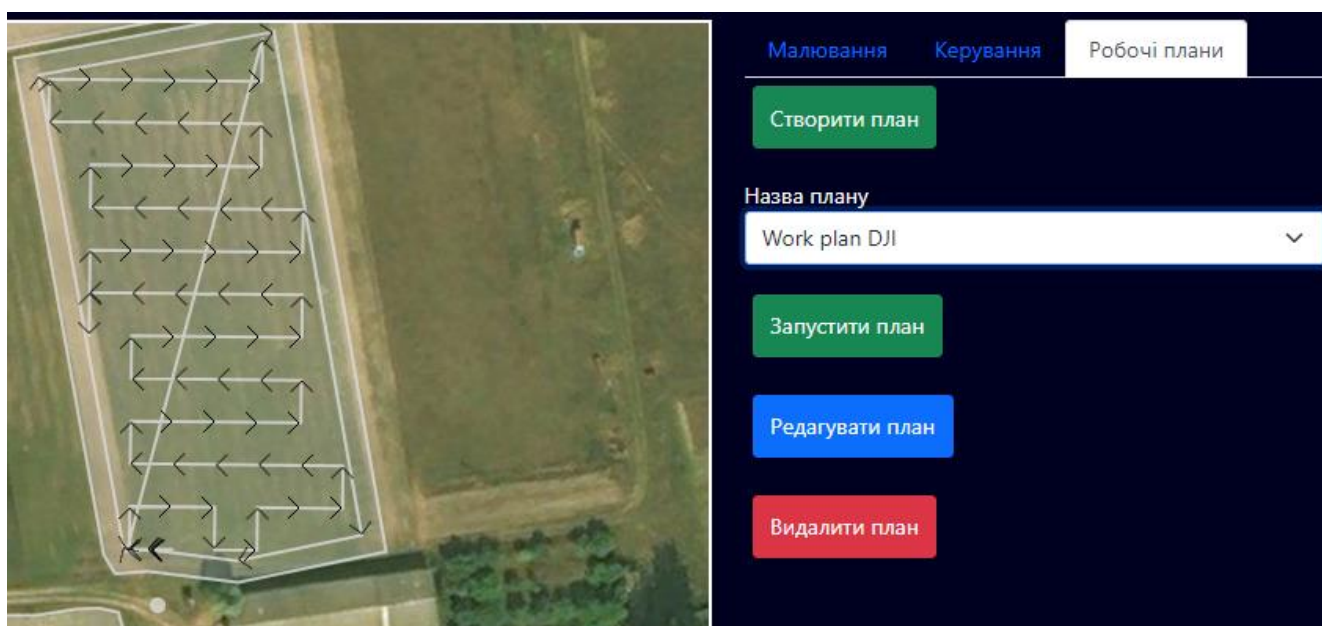 Малювання Керування Робочі плани
Створити план
Назва плану
Work plan DJI
Запустити план
Редагувати план
Видалити план